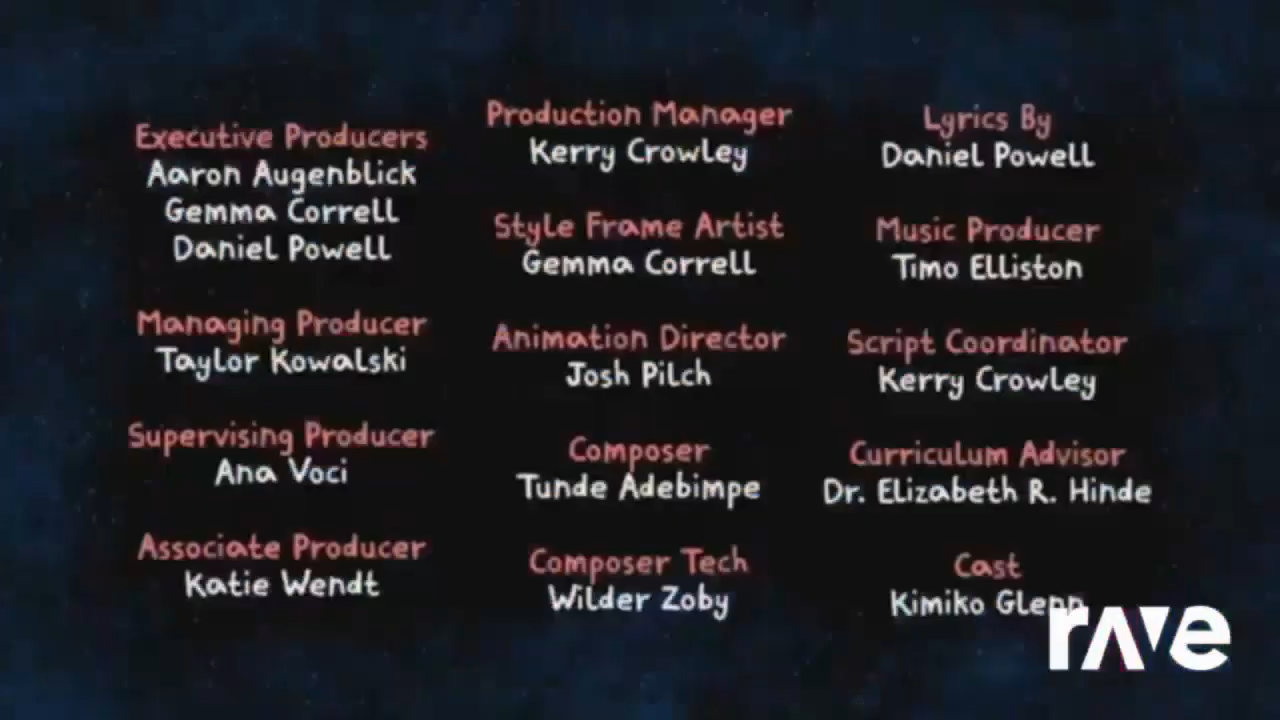 Executive Producers
Aaron Augenblick
Gemma Correll
Daniel Powell
Managing Producer
Taylor Kowalski
Supervising Producer
Ana Voci
Associate Producer
Katie Wendt
Production Manager
Kerry Crowley
Style Frame Artist
Gemma Correll
Animation Director
Josh Pilch
Composer
Tunde Adebimpe
Composer Tech
Wilder Zoby
Lyrics By
Daniel Powell
Music Producer
Timo Elliston
Script Coordinator
Kerry Crowley
Curriculum Advisor
Dr. Elizabeth R. Hinde
Cast
Kimiko Glenn
rave